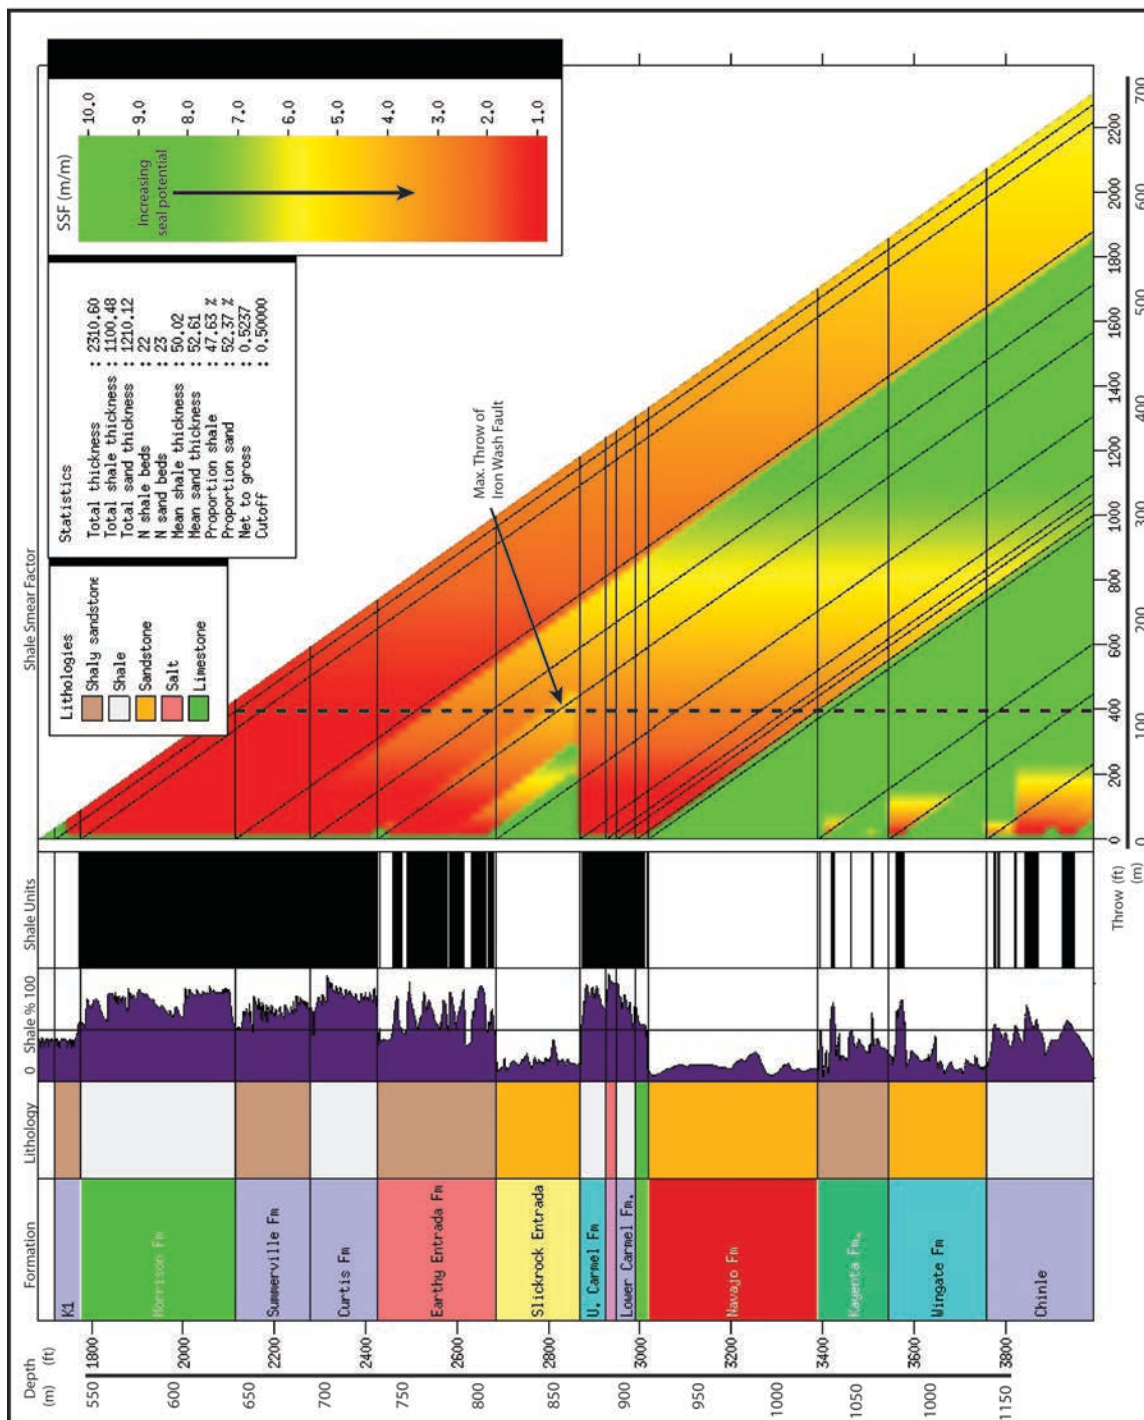 Shale Smear Factor
Lithologies
Shaly sandstone
Shale
Sandstone
Salt
Limestone
Statistics
Total thickness : 2310.60
Total shale thickness : 1100.48
Total sand thickness : 1210.12
N shale beds : 22
N sand beds : 23
Mean shale thickness : 50.02
Mean sand thickness : 52.61
Proportion shale : 47.63 %
Proportion sand : 52.37 %
Net to gross : 0.5237
Cutoff : 0.50000
SSF (m/m)
Increasing
seal potential
10.0
9.0
8.0
7.0
6.0
5.0
4.0
3.0
2.0
1.0
Max. Throw of
Iron Wash Fault
Depth (ft)
(m)
Formation
Lithology
0 Shale % 100
Shale Units
1800 2000 2200 2400 2600 2800 3000 3200 3400 3600 3800
550 600 650 700 750 800 900 950 1000 1050 1000 1150
K1
Morrison Fm
Summerville Fm
Curtis Fm
Earthy Entrada Fm
Slickrock Entrada
U. Carmel Fm
Lower Carmel Fm.
Navajo Fm
Kayenta Fm.
Wingate Fm
Chinle
Throw (ft)
(m)
0 200 400 600 800 1000 1200 1400 1600 1800 2000 2200
0 100 700 300 400 500 600 700